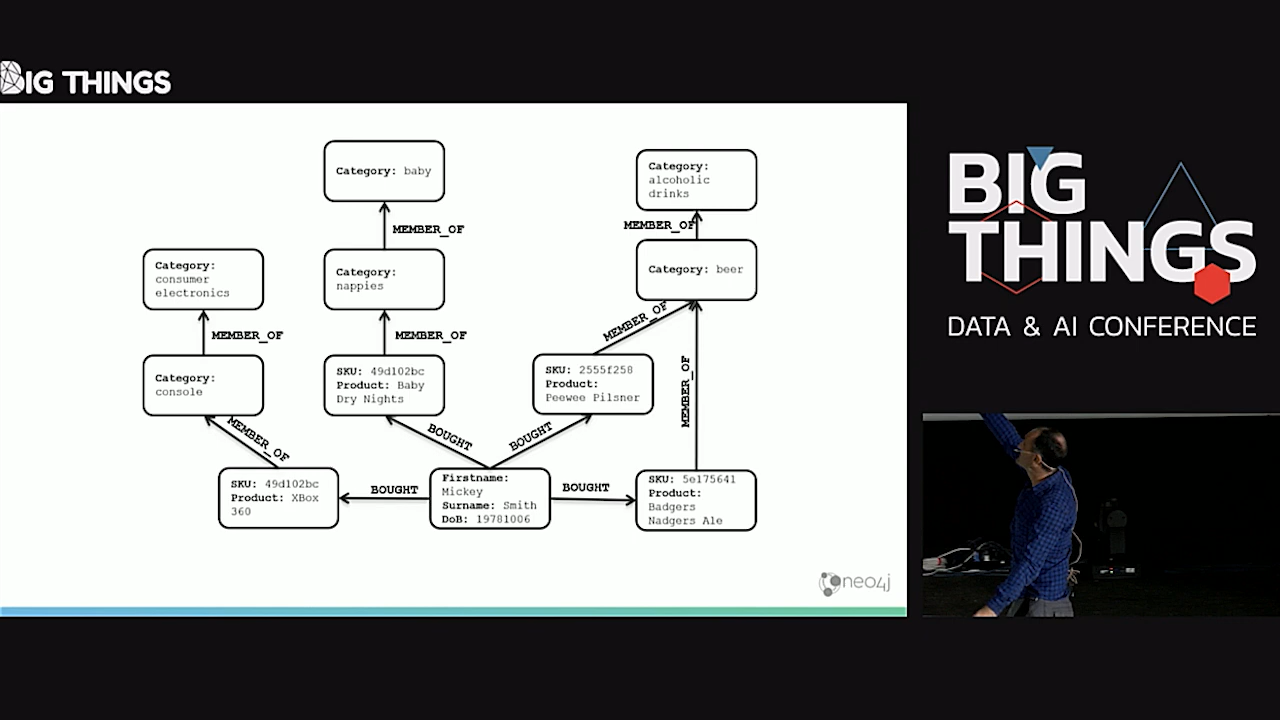 BIG THINGS
Category: baby
Category:
alcoholic
drinks
MEMBER_OF
MEMBER_OF
Category:
consumer
electronics
Category:
nappies
Category: beer
MEMBER_OF
MEMBER_OF
MEMBER_OF
MEMBER_OF
Category:
console
SKU: 49d102bc
Product: Baby
Dry Nights
SKU: 2555f258
Product:
Peewee Pilsner
MEMBER_OF
BOUGHT
BOUGHT
SKU: 49d102bc
Product: XBox
360
BOUGHT
Firstname:
Mickey
Surname: Smith
DoB: 19781006
BOUGHT
SKU: 5e175641
Product:
Badgers
Nadgers Ale
neo4j
BIG
THINGS
DATA & AI CONFERENCE